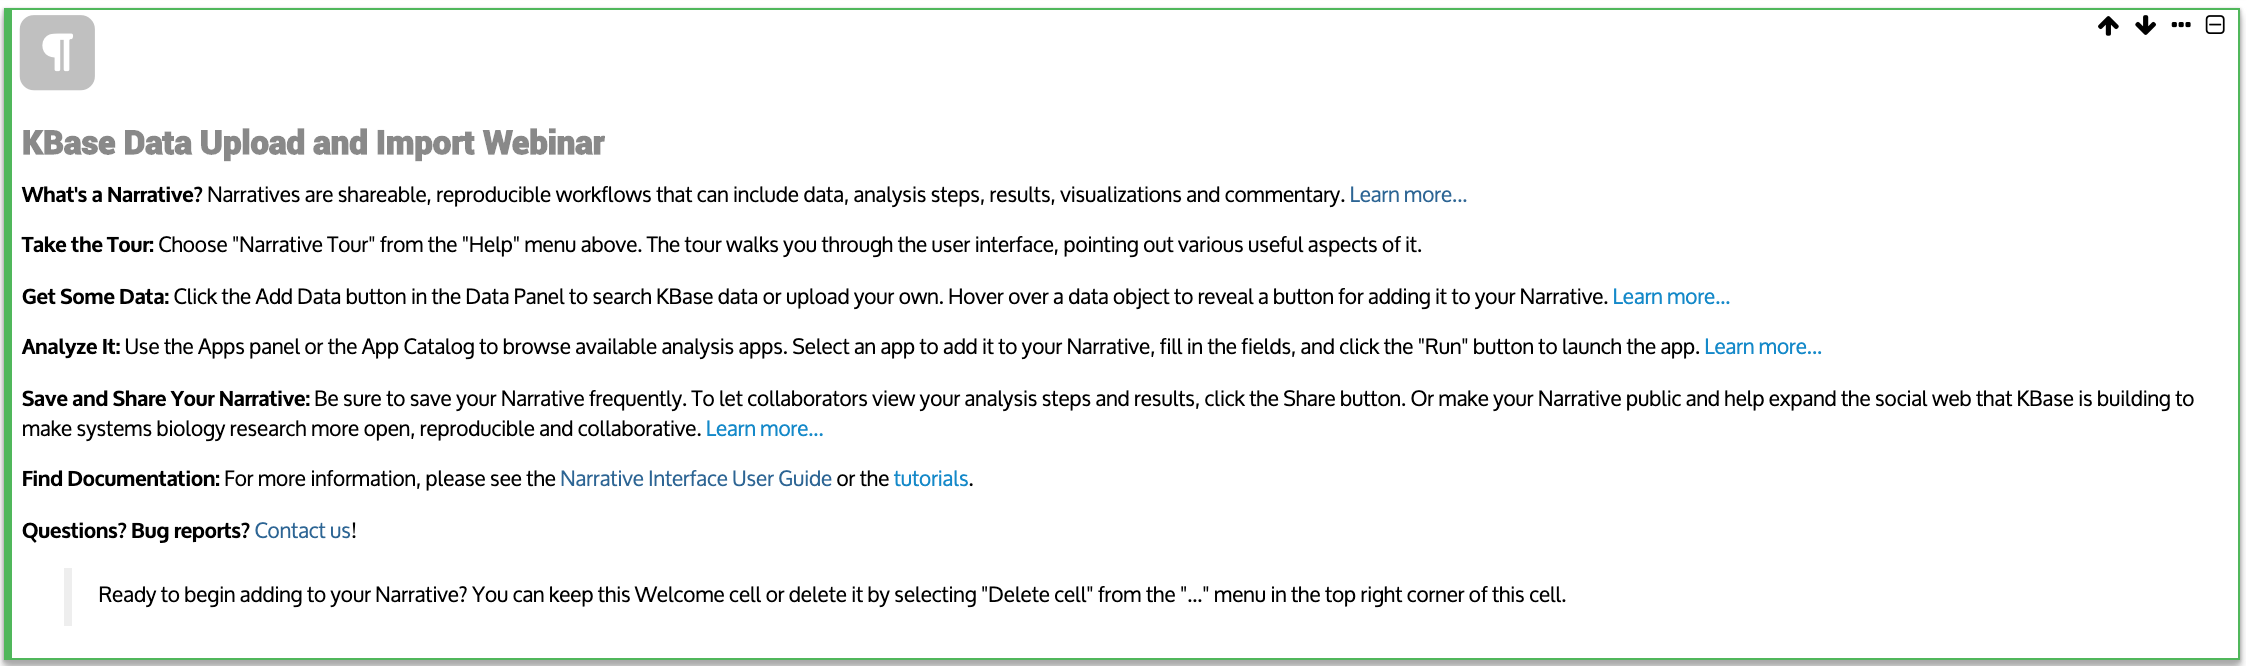 ¶
KBase Data Upload and Import Webinar
What's a Narrative? Narratives are shareable, reproducible workflows that can include data, analysis steps, results, visualizations and commentary. Learn more...
Take the Tour: Choose "Narrative Tour" from the "Help" menu above. The tour walks you through the user interface, pointing out various useful aspects of it.
Get Some Data: Click the Add Data button in the Data Panel to search KBase data or upload your own. Hover over a data object to reveal a button for adding it to your Narrative. Learn more...
Analyze It: Use the Apps panel or the App Catalog to browse available analysis apps. Select an app to add it to your Narrative, fill in the fields, and click the "Run" button to launch the app. Learn more...
Save and Share Your Narrative: Be sure to save your Narrative frequently. To let collaborators view your analysis steps and results, click the Share button. Or make your Narrative public and help expand the social web that KBase is building to
make systems biology research more open, reproducible and collaborative. Learn more...
Find Documentation: For more information, please see the Narrative Interface User Guide or the tutorials.
Questions? Bug reports? Contact us!
Ready to begin adding to your Narrative? You can keep this Welcome cell or delete it by selecting "Delete cell" from the "..." menu in the top right corner of this cell.